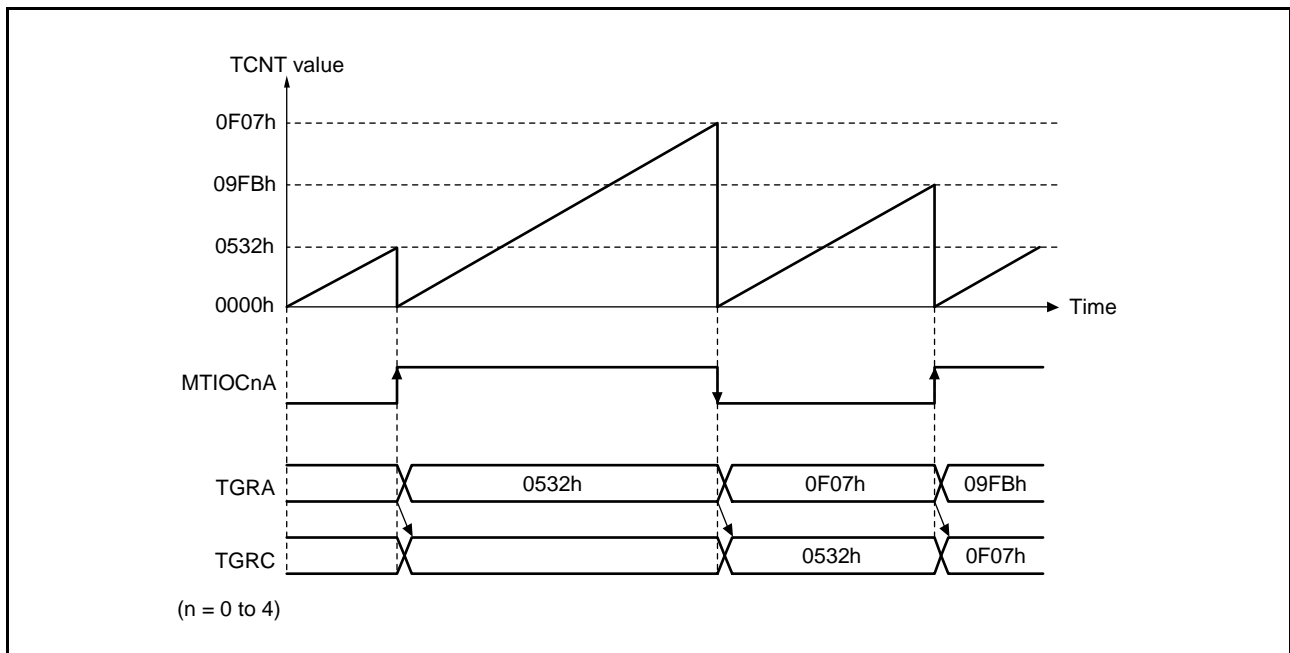 TCNT value
0F07h
09FBh
0532h
0000h
Time
MTIOCnA
TGRA
0532h
0F07h
09FBh
TGRC
0532h
0F07h
(n = 0 to 4)